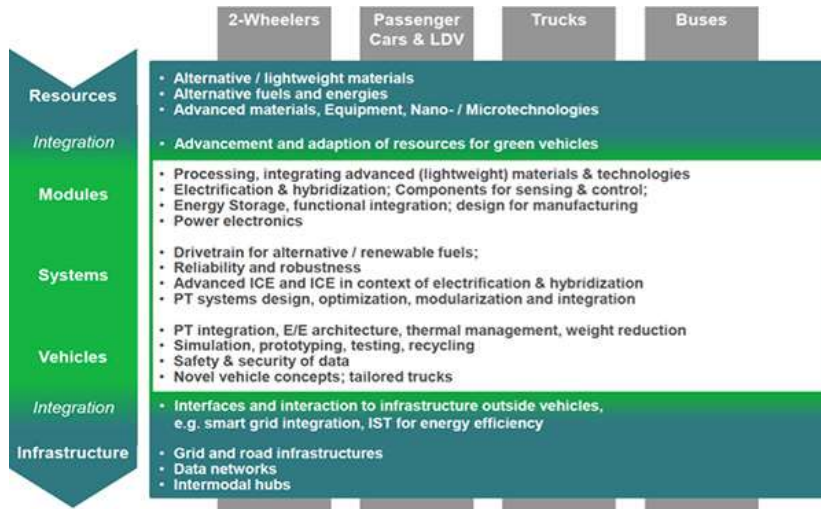 2-Wheelers
Passenger
Cars & LDV
Trucks
Buses
Resources
• Alternative / lightweight materials
• Alternative fuels and energies
• Advanced materials, Equipment, Nano- / Microtechnologies
Integration
• Advancement and adaption of resources for green vehicles
Modules
• Processing, integrating advanced (lightweight) materials & technologies
• Electrification & hybridization; Components for sensing & control;
• Energy Storage, functional integration; design for manufacturing
• Power electronics
Systems
• Drivetrain for alternative / renewable fuels;
• Reliability and robustness
• Advanced ICE and ICE in context of electrification & hybridization
• PT systems design, optimization, modularization and integration
Vehicles
• PT integration, E/E architecture, thermal management, weight reduction
• Simulation, prototyping, testing, recycling
• Safety & security of data
• Novel vehicle concepts; tailored trucks
Integration
• Interfaces and interaction to infrastructure outside vehicles,
e.g. smart grid integration, IST for energy efficiency
Infrastructure
• Grid and road infrastructures
• Data networks
• Intermodal hubs